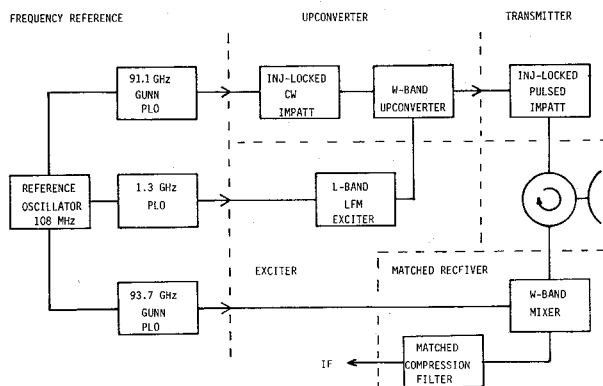 FREQUENCY REFERENCE
UPCONVERTER
TRANSMITTER
91.1 GHz
GUNN
PLO
INJ-LOCKED
CW
IMPATT
W-BAND
UPCONVERTER
INJ-LOCKED
PULSED
IMPATT
REFERENCE
OSCILLATOR
108 MHz
1.3 GHz
PLO
L-BAND
LFM
EXCITER
93.7 GHz
GUNN
PLO
EXCITER
MATCHED RECFIVER
W-BAND
MIXER
IF
MATCHED
COMPRESSION
FILTER